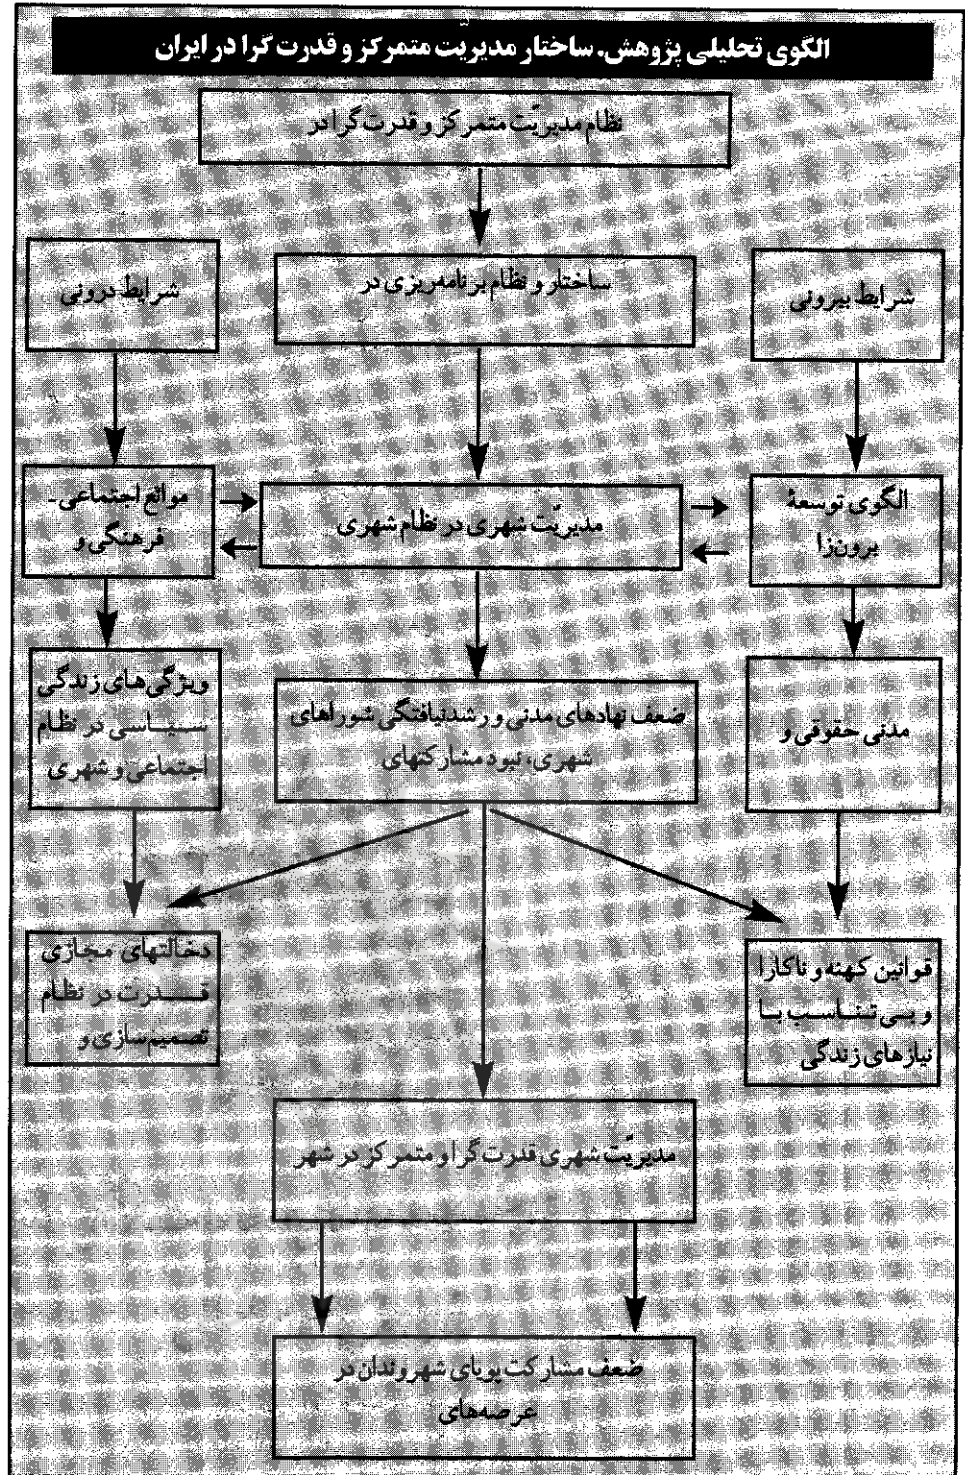 الگوی تحلیلی پژوهش. ساختار مدیریّت متمرکز و قدرت گرا در ایران
نظام مدیریّت متمرکز و قدرت گرا در
شرایط بیرونی
ساختار و نظام برنامه‌ریزی در
شرایط درونی
الگوی توسعهٔ
برون‌زا
مدیریّت شهری در نظام شهری
موانع اجتماعی -
فرهنگی و
مدنی حقوقی و
ضعف نهادهای مدنی و رشدنیافتگی شوراهای
شهری، نبود مشارکتهای
ویژگی‌های زندگی
سیاسی در نظام
اجتماعی و شهری
قوانین کهنه و ناکارا
و بی تناسب با
نیازهای زندگی
دخالتهای مجازی
قدرت در نظام
تصمیم‌سازی و
مدیریّت شهری قدرت گرا و متمرکز در شهر
ضعف مشارکت پویای شهروندان در
عرصه‌های